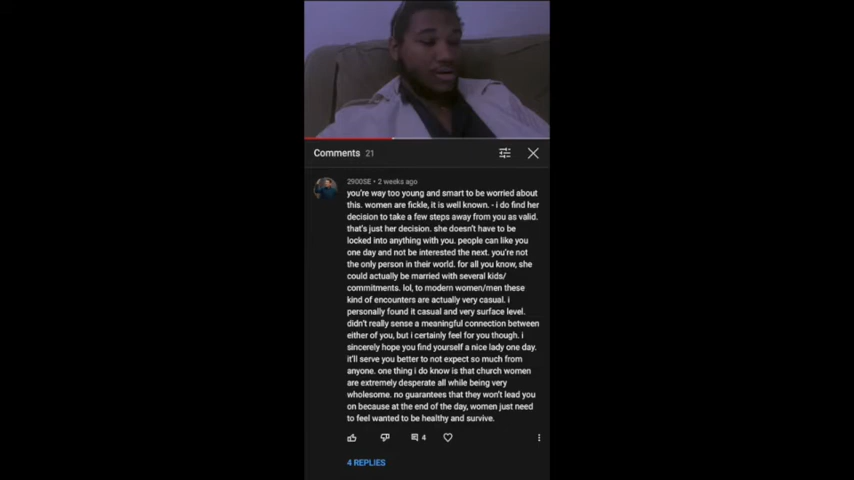 Comments 21
2900SE • 2 weeks ago
you're way too young and smart to be worried about
this. women are fickle, it is well known. - i do find her
decision to take a few steps away from you as valid.
that's just her decision. she doesn't have to be
locked into anything with you. people can like you
one day and not be interested the next. you're not
the only person in their world. for all you know, she
could actually be married with several kids/
commitments. lol, to modern women/men these
kind of encounters are actually very casual. i
personally found it casual and very surface level.
didn't really sense a meaningful connection between
either of you, but i certainly feel for you though. i
sincerely hope you find yourself a nice lady one day.
it'll serve you better to not expect so much from
anyone. one thing i do know is that church women
are extremely desperate all while being very
wholesome. no guarantees that they won't lead you
on because at the end of the day, women just need
to feel wanted to be healthy and survive.
4
4 REPLIES